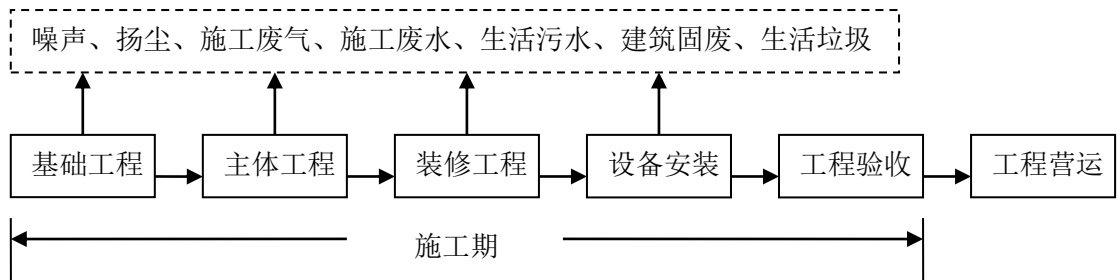 噪声、扬尘、施工废气、施工废水、生活污水、建筑固废、生活垃圾
基础工程 主体工程 装修工程 设备安装 工程验收 工程营运
施工期